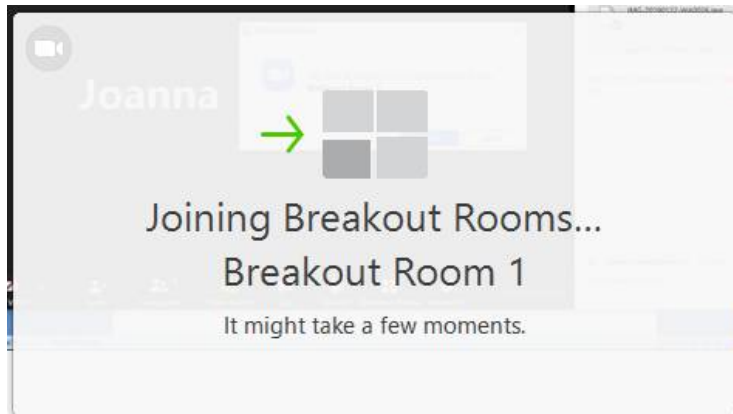 Joanna
Joining Breakout Rooms...
Breakout Room 1
It might take a few moments.